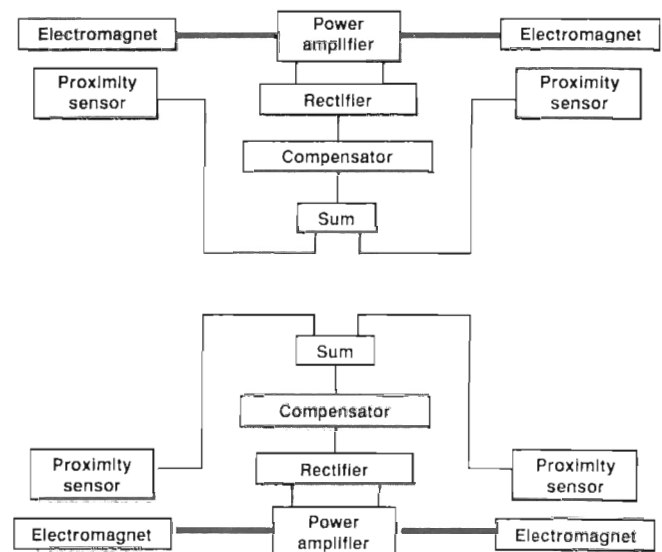 Electromagnet
Power
amplifier
Electromagnet
Proximity
sensor
Rectifier
Proximity
sensor
Compensator
Sum
Sum
Compensator
Proximity
sensor
Rectifier
Proximity
sensor
Electromagnet
Power
amplifier
Electromagnet